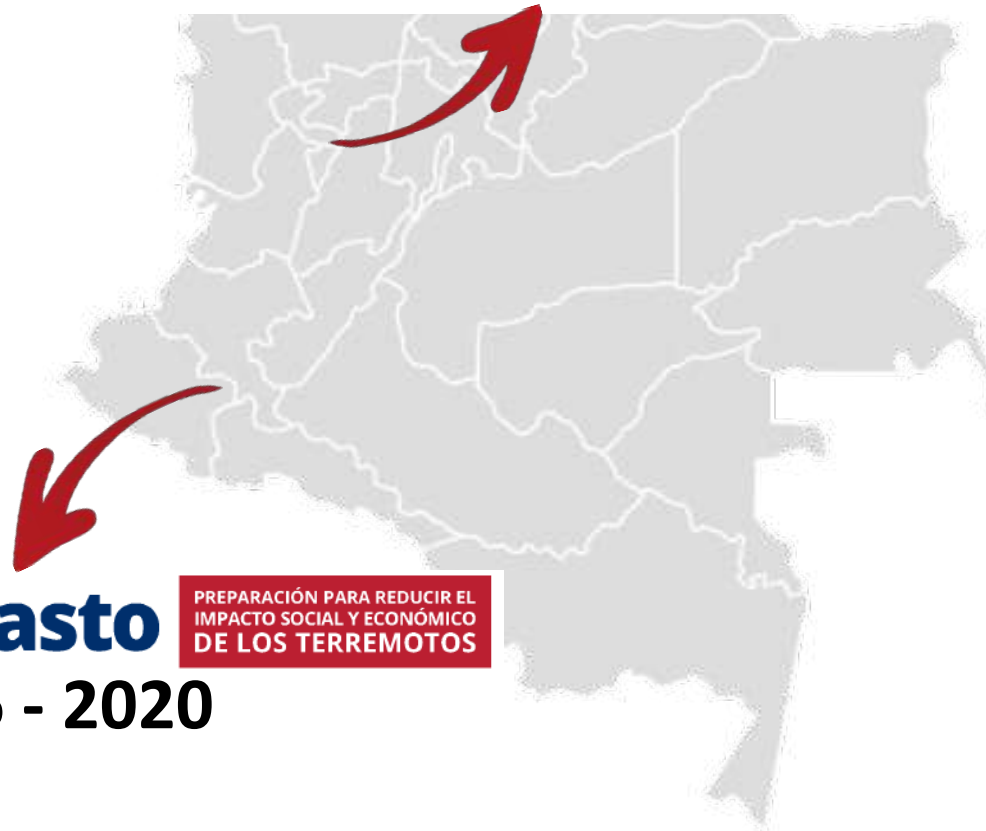 asto
PREPARACIÓN PARA REDUCIR EL
IMPACTO SOCIAL Y ECONÓMICO
DE LOS TERREMOTOS
- 2020